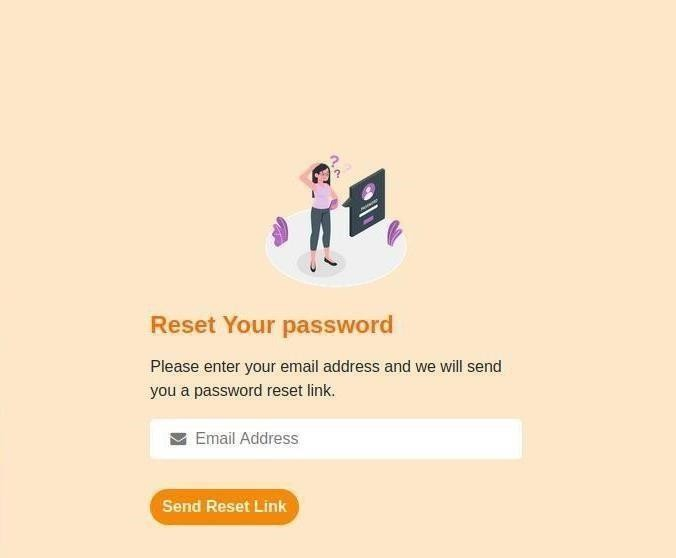 ? ?
?
PASSWORD
Reset Your password
Please enter your email address and we will send
you a password reset link.
Email Address
Send Reset Link